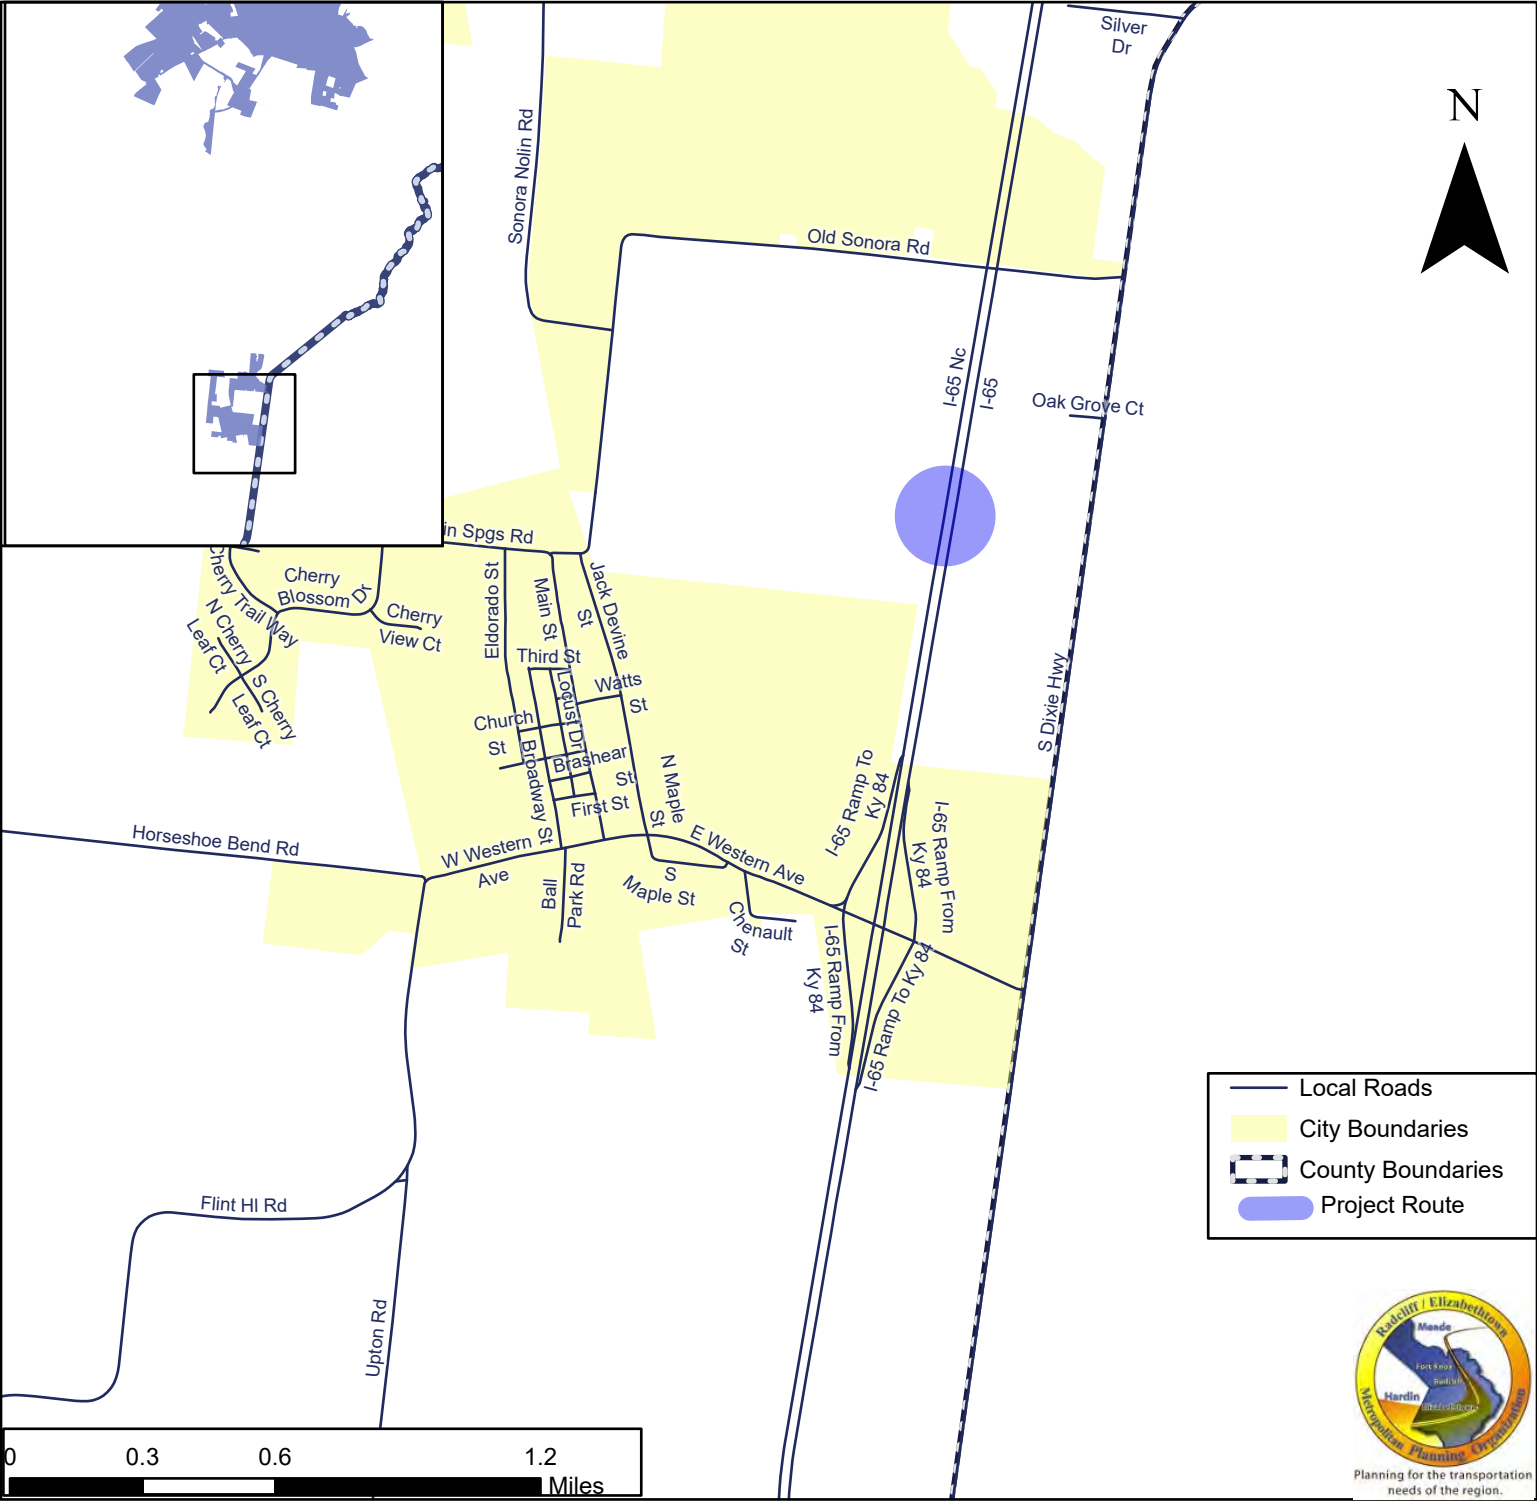 Silver
Dr
N
Sonora Nolin Rd
Old Sonora Rd
I-65 Nc
I-65
Oak Grove Ct
in Spgs Rd
Cherry Trail Way
Cherry
Blossom
Dr
Cherry
View Ct
N Cherry
Leaf Ct
S Cherry
Leaf Ct
Eldorado St
Main St
Jack Devine
St
Third St
Locust Dr
Watts
St
Church
St
Broadway St
Brashear
St
First St
N Maple
St
S Dixie Hwy
I-65 Ramp To
Ky 84
I-65 Ramp From
Ky 84
Horseshoe Bend Rd
W Western
Ave
E Western Ave
Ball
Park Rd
S
Maple St
Chenault
St
I-65 Ramp From
Ky 84
I-65 Ramp To Ky 84
Flint Hl Rd
Upton Rd
Local Roads
City Boundaries
County Boundaries
Project Route
0 0.3 0.6 1.2
Miles
Radcliff / Elizabethtown
Meade
Fort Knox
Radcliff
Hardin
Elizabethtown
Metropolitan Planning Organization
Planning for the transportation
needs of the region.